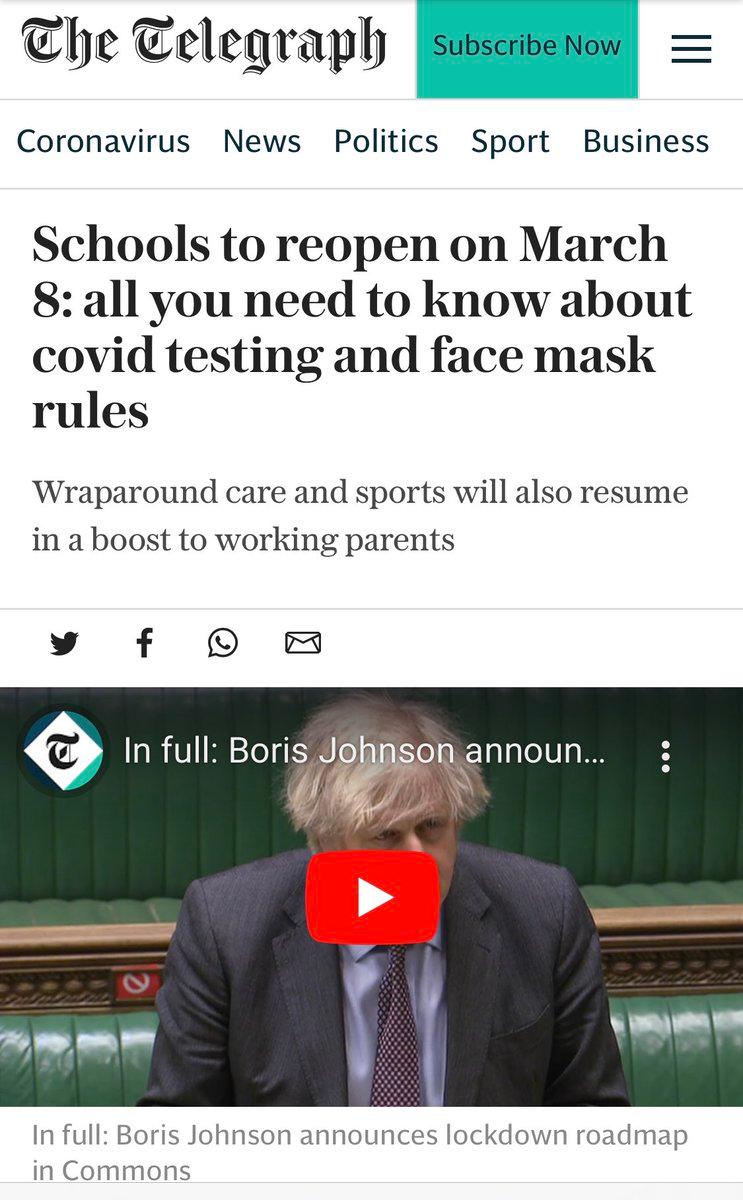 The Telegraph
Subscribe Now
Coronavirus News Politics Sport Business
Schools to reopen on March
8: all you need to know about
covid testing and face mask
rules
Wraparound care and sports will also resume
in a boost to working parents
T
In full: Boris Johnson announ...
In full: Boris Johnson announces lockdown roadmap
in Commons